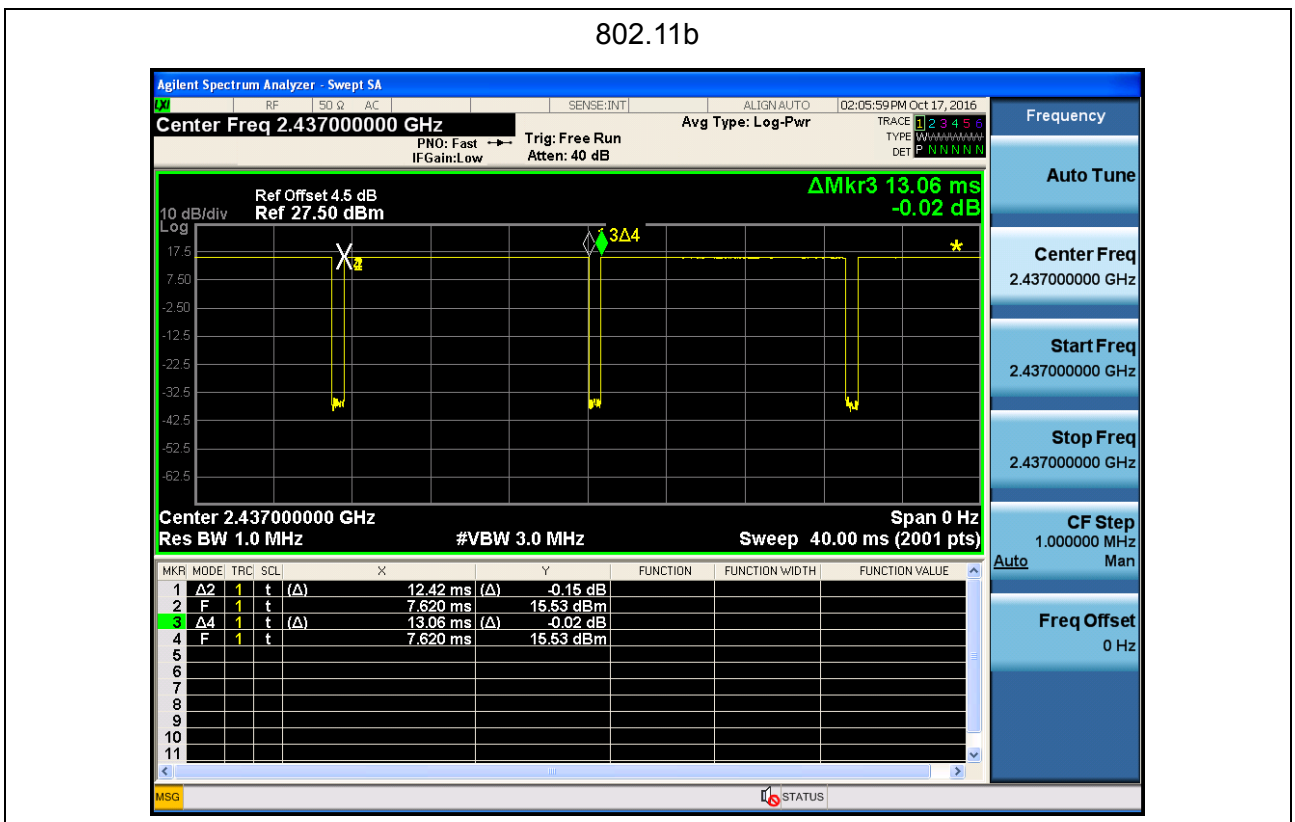 802.11b
Agilent Spectrum Analyzer - Swept SA
LXI RF 50 Ω AC SENSE:INT ALIGN AUTO 02:05:59 PM Oct 17, 2016
Center Freq 2.437000000 GHz
PNO: Fast
IFGain:Low
Trig: Free Run
Atten: 40 dB
Avg Type: Log-Pwr
TRACE 1 2 3 4 5 6
TYPE WWWWWW
DET P N N N N N
Ref Offset 4.5 dB
Ref 27.50 dBm
ΔMkr3 13.06 ms
-0.02 dB
10 dB/div
Log
17.5
7.50
-2.50
-12.5
-22.5
-32.5
-42.5
-52.5
-62.5
3Δ4
Center 2.437000000 GHz
Span 0 Hz
Res BW 1.0 MHz
#VBW 3.0 MHz
Sweep 40.00 ms (2001 pts)
MKR MODE TRC SCL X Y FUNCTION FUNCTION WIDTH FUNCTION VALUE
1 Δ2 1 t (Δ) 12.42 ms (Δ) -0.15 dB
2 F 1 t 7.620 ms 15.53 dBm
3 Δ4 1 t (Δ) 13.06 ms (Δ) -0.02 dB
4 F 1 t 7.620 ms 15.53 dBm
5
6
7
8
9
10
11
MSG
STATUS
Frequency
Auto Tune
Center Freq
2.437000000 GHz
Start Freq
2.437000000 GHz
Stop Freq
2.437000000 GHz
CF Step
1.000000 MHz
Auto Man
Freq Offset
0 Hz